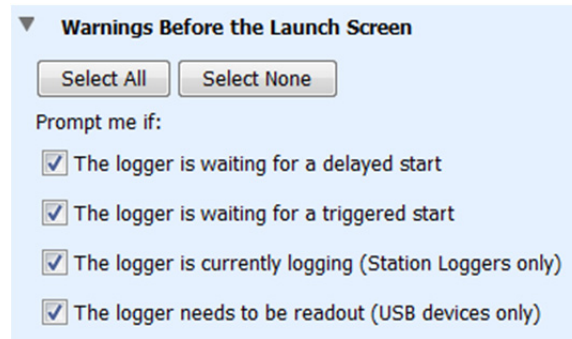 Warnings Before the Launch Screen
Select All Select None
Prompt me if:
The logger is waiting for a delayed start
The logger is waiting for a triggered start
The logger is currently logging (Station Loggers only)
The logger needs to be readout (USB devices only)